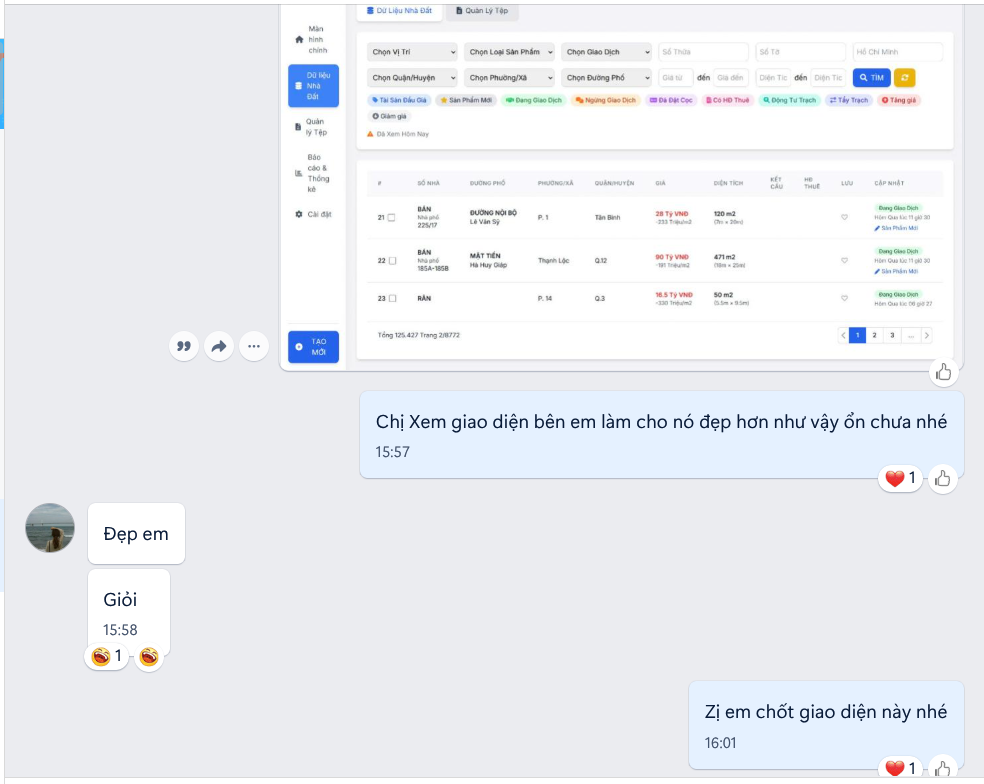 Dữ Liệu Nhà Đất
Quản Lý Tệp
Màn hình chính
Dữ liệu Nhà Đất
Quản lý Tệp
Báo cáo & Thống kê
Cài đặt
TẠO MỚI
Chọn Vị Trí
Chọn Loại Sản Phẩm
Chọn Giao Dịch
Số Thửa
Số Tờ
Hồ Chí Minh
Chọn Quận/Huyện
Chọn Phường/Xã
Chọn Đường Phố
Giá từ
đến
Giá đến
Diện Tíc
đến
Diện Tíc
TÌM
Tài Sản Đấu Giá
Sản Phẩm Mới
Đang Giao Dịch
Ngừng Giao Dịch
Đã Đặt Cọc
Có HĐ Thuê
Động Tư Trạch
Tẩy Trạch
Tăng giá
Giảm giá
Đã Xem Hôm Nay
# SỐ NHÀ ĐƯỜNG PHỐ PHƯỜNG/XÃ QUẬN/HUYỆN GIÁ DIỆN TÍCH KẾT CẤU HĐ THUÊ LƯU CẬP NHẬT
21
BÁN
Nhà phố
225/17
ĐƯỜNG NỘI BỘ
Lê Văn Sỹ
P. 1
Tân Bình
28 Tỷ VNĐ
~233 Triệu/m2
120 m2
Đang Giao Dịch
Hôm Qua lúc 11 giờ 30
Sản Phẩm Mới
22
BÁN
Nhà phố
185A-185B
MẶT TIỀN
Hà Huy Giáp
Thạnh Lộc
Q.12
90 Tỷ VNĐ
~191 Triệu/m2
471 m2
Đang Giao Dịch
Hôm Qua lúc 11 giờ 30
Sản Phẩm Mới
23
BÁN
P. 14
Q.3
16.5 Tỷ VNĐ
~330 Triệu/m2
50 m2
(5.5m x 9.5m)
Đang Giao Dịch
Hôm Qua lúc 08 giờ 27
Tổng 125.427 Trang 2/8772
1 2 3 ...
Chị Xem giao diện bên em làm cho nó đẹp hơn như vậy ổn chưa nhé
15:57
1
Đẹp em
Giỏi
15:58
1
Zị em chốt giao diện này nhé
16:01
1